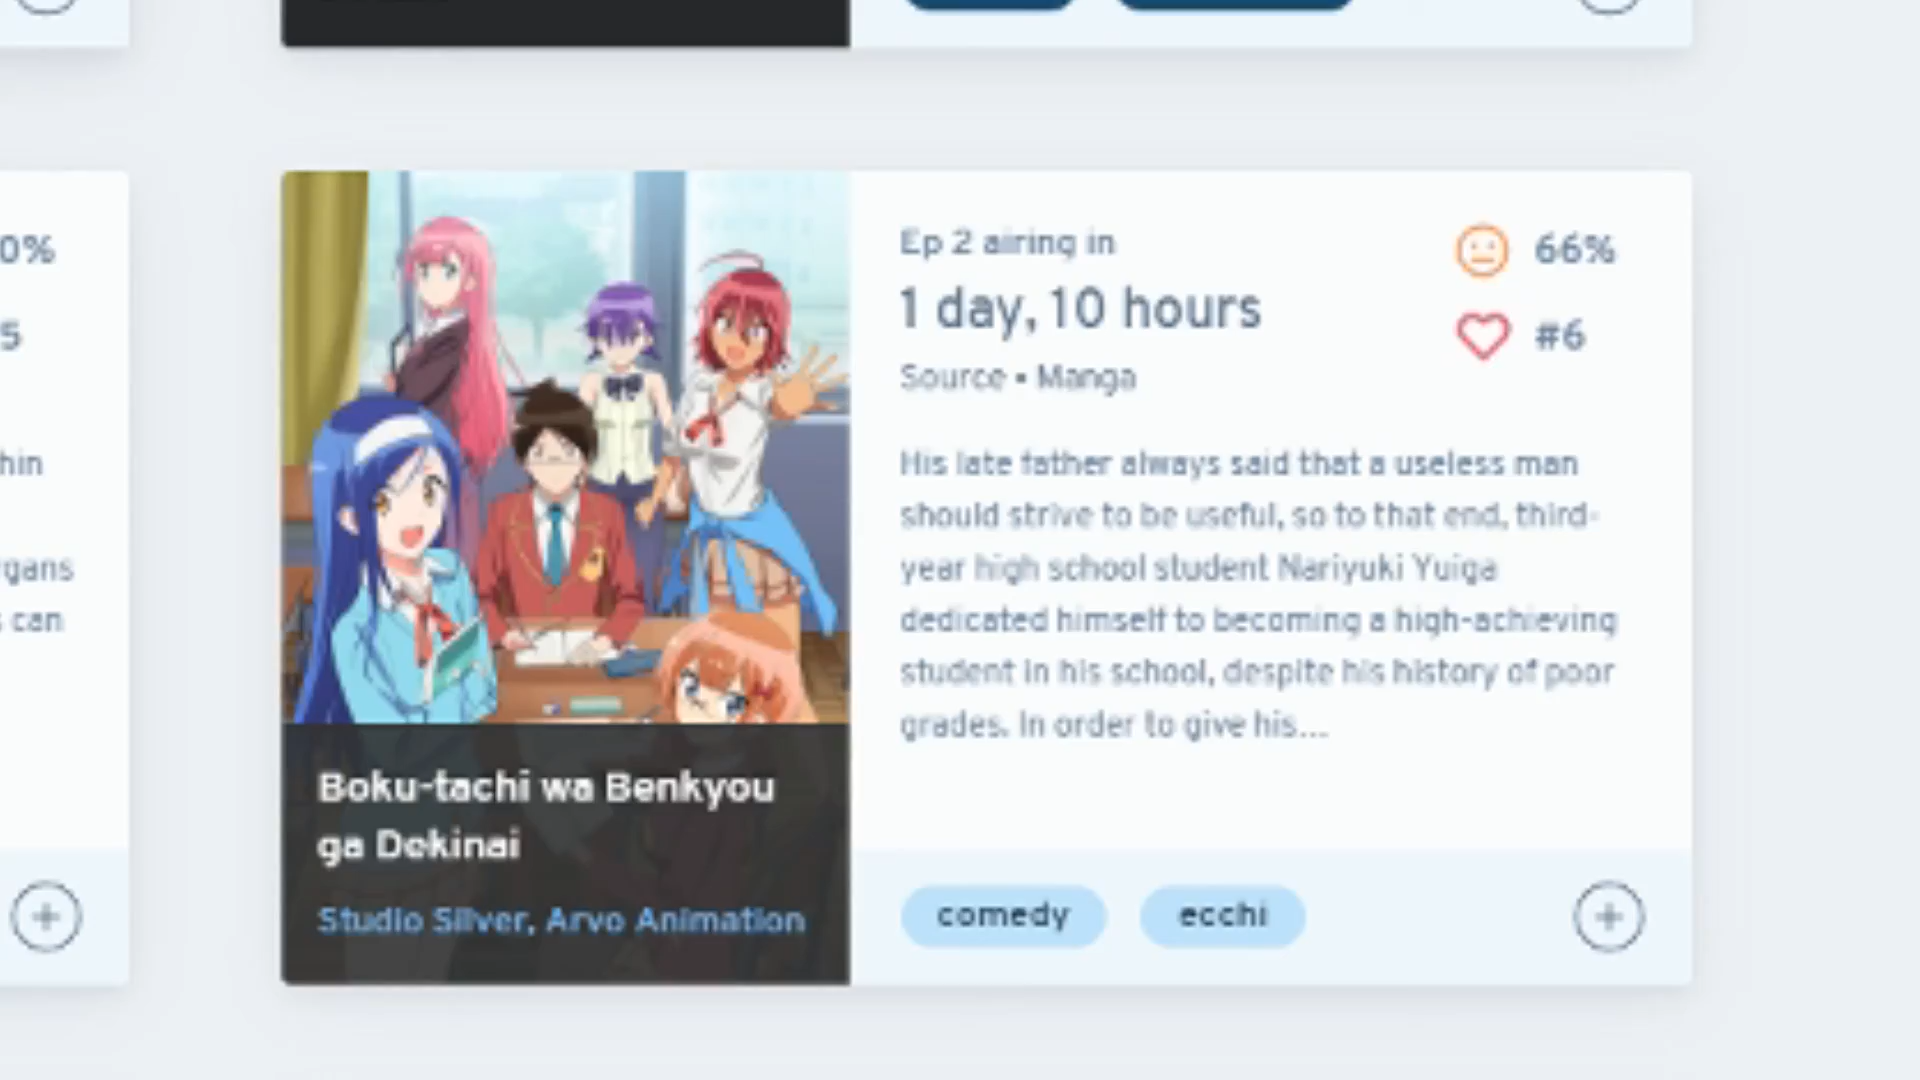 0%
5
hin
rgans
can
Ep 2 airing in
1 day, 10 hours
Source • Manga
66%
#6
His late father always said that a useless man
should strive to be useful, so to that end, third-
year high school student Nariyuki Yuiga
dedicated himself to becoming a high-achieving
student in his school, despite his history of poor
grades. In order to give his...
Boku-tachi wa Benkyou
ga Dekinai
Studio Silver, Arvo Animation
comedy
ecchi